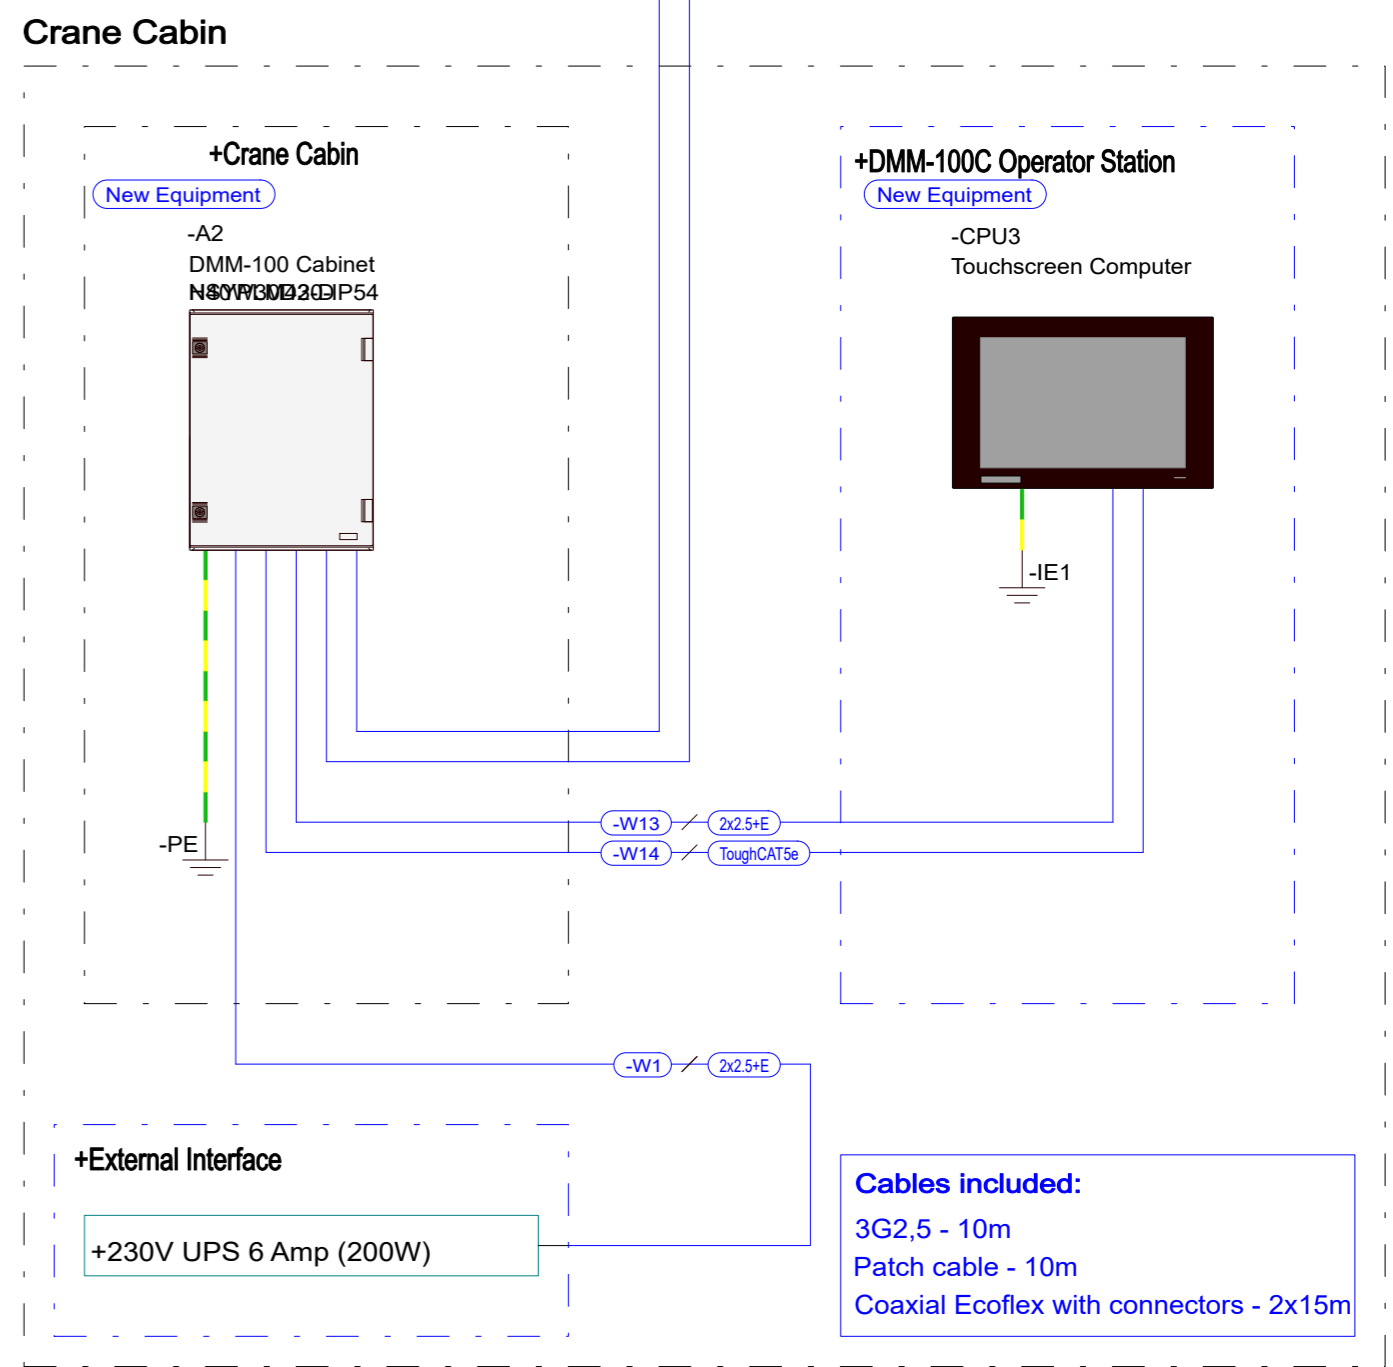 Crane Cabin
+Crane Cabin
New Equipment
-A2
DMM-100 Cabinet
IP54
+DMM-100C Operator Station
New Equipment
-CPU3
Touchscreen Computer
-IE1
-PE
-W13
2x2.5+E
-W14
ToughCAT5e
-W1
2x2.5+E
+External Interface
+230V UPS 6 Amp (200W)
Cables included:
3G2,5 - 10m
Patch cable - 10m
Coaxial Ecoflex with connectors - 2x15m